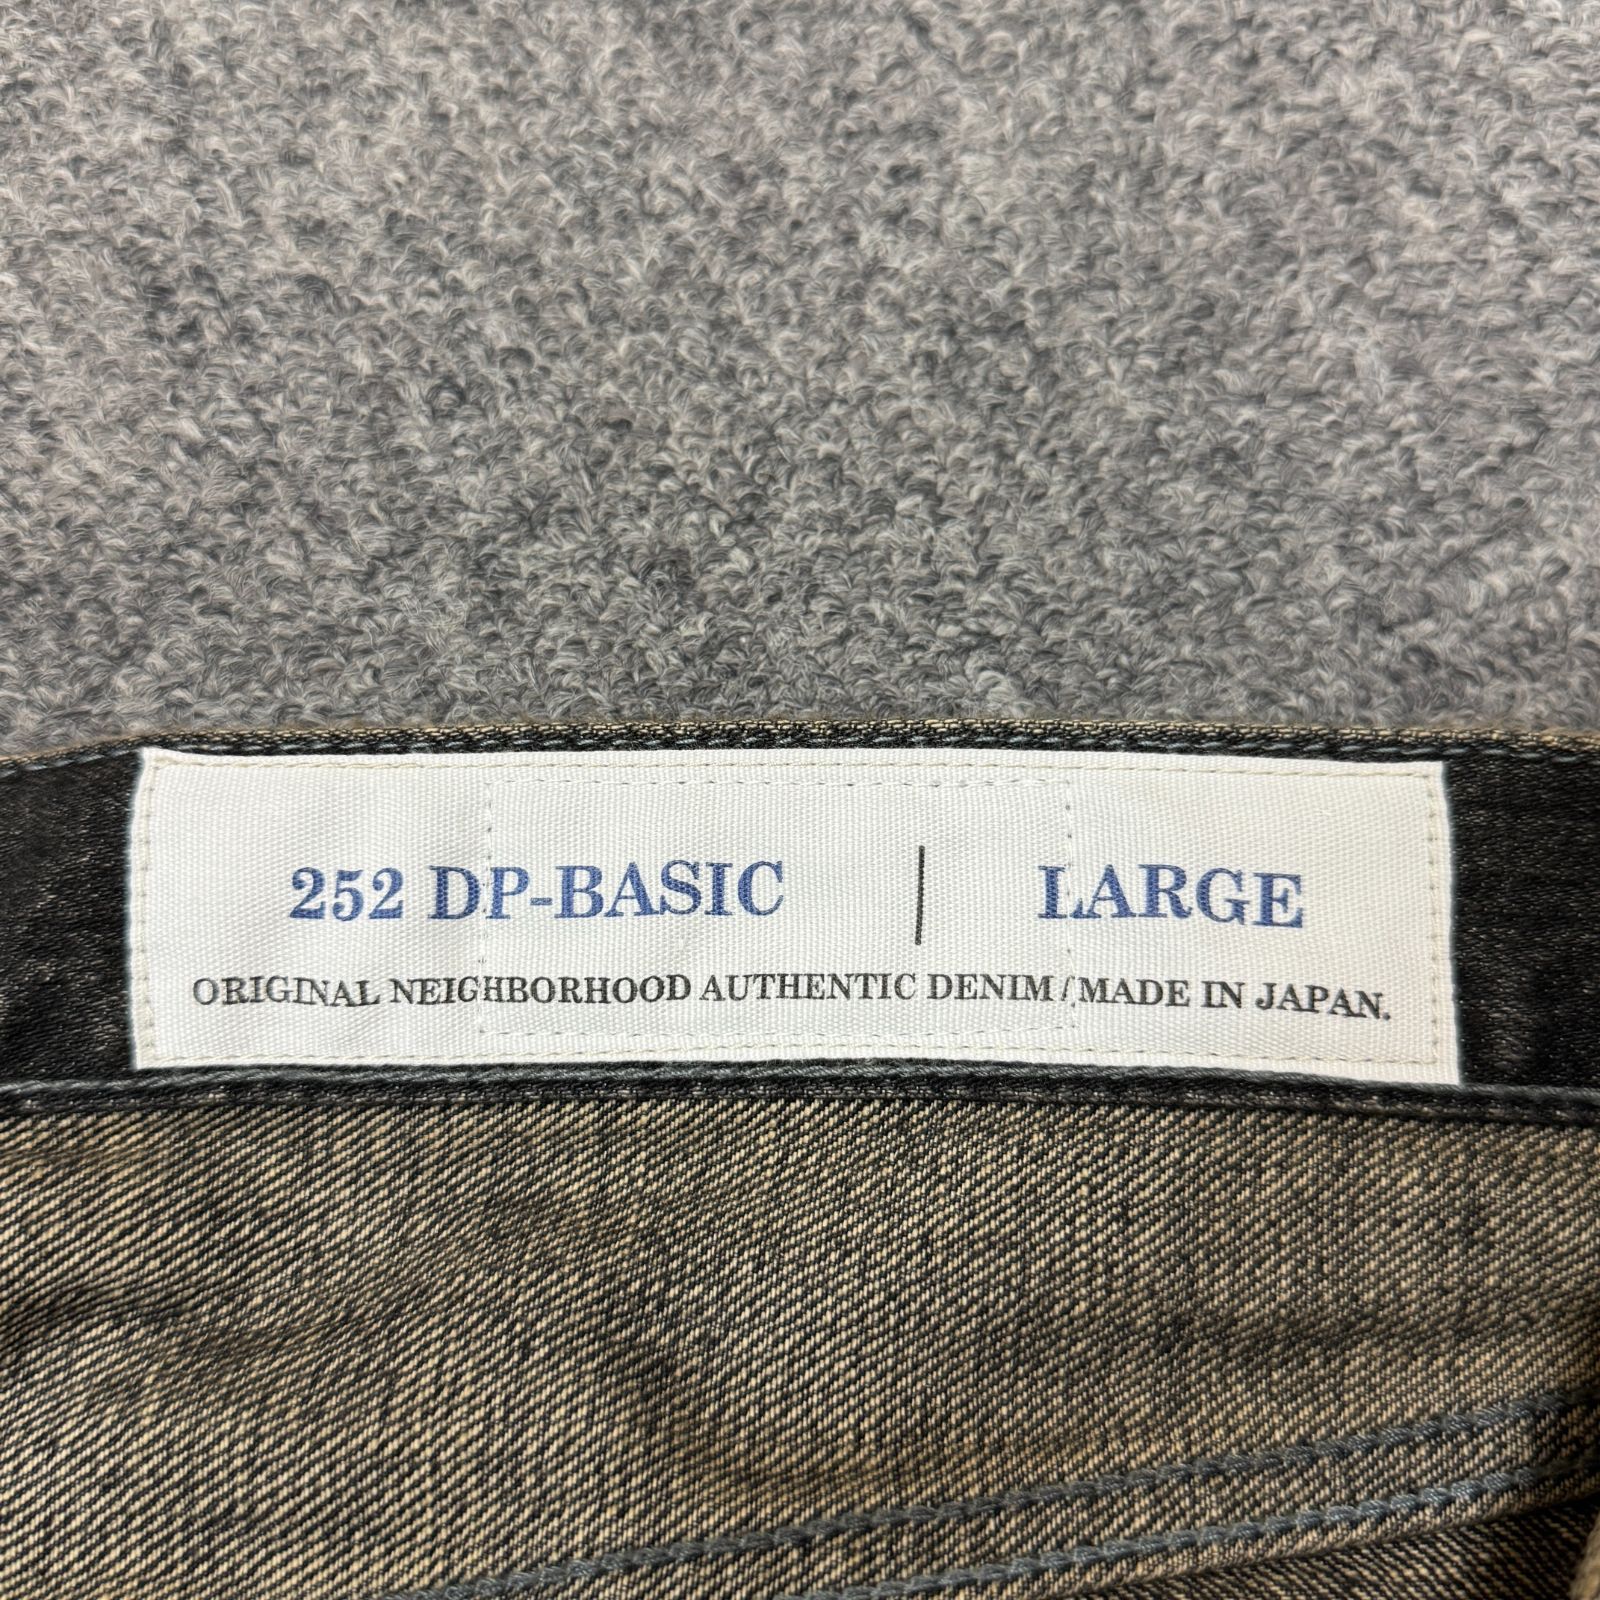 252 DP-BASIC | LARGE
ORIGINAL NEIGHBORHOOD AUTHENTIC DENIM / MADE IN JAPAN.